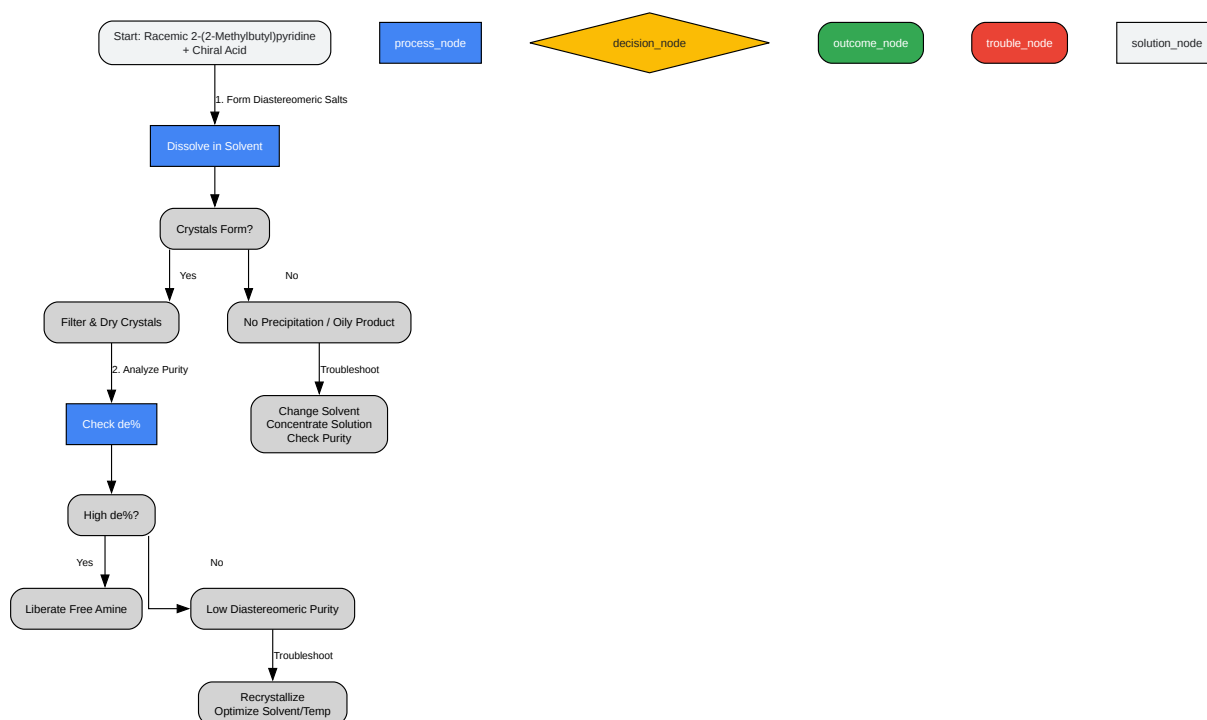 Start: Racemic 2-(2-Methylbutyl)pyridine
+ Chiral Acid
process_node
decision_node
outcome_node
trouble_node
solution_node
1. Form Diastereomeric Salts
Dissolve in Solvent
Crystals Form?
Yes
No
Filter & Dry Crystals
No Precipitation / Oily Product
2. Analyze Purity
Troubleshoot
Check de%
Change Solvent
Concentrate Solution
Check Purity
High de%?
Yes
No
Liberate Free Amine
Low Diastereomeric Purity
Troubleshoot
Recrystallize
Optimize Solvent/Temp